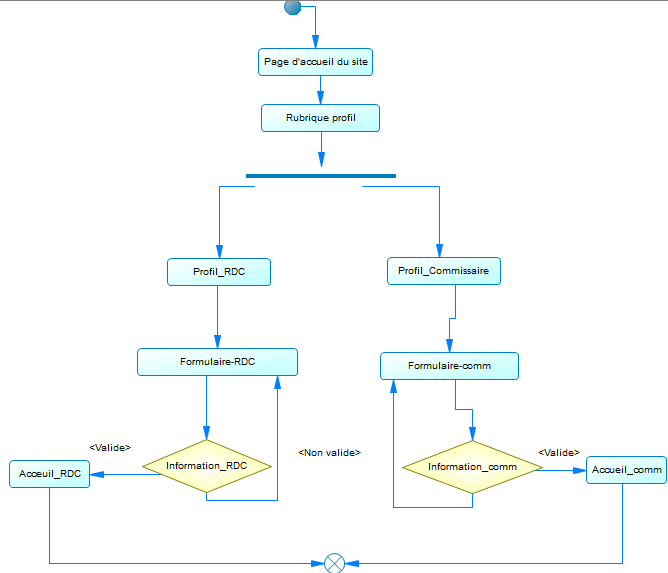 Page d'accueil du site
Rubrique profil
Profil_RDC
Profil_Commissaire
Formulaire-RDC
Formulaire-comm
<Valide>
<Non valide>
<Valide>
Information_RDC
Information_comm
Acceuil_RDC
Accueil_comm